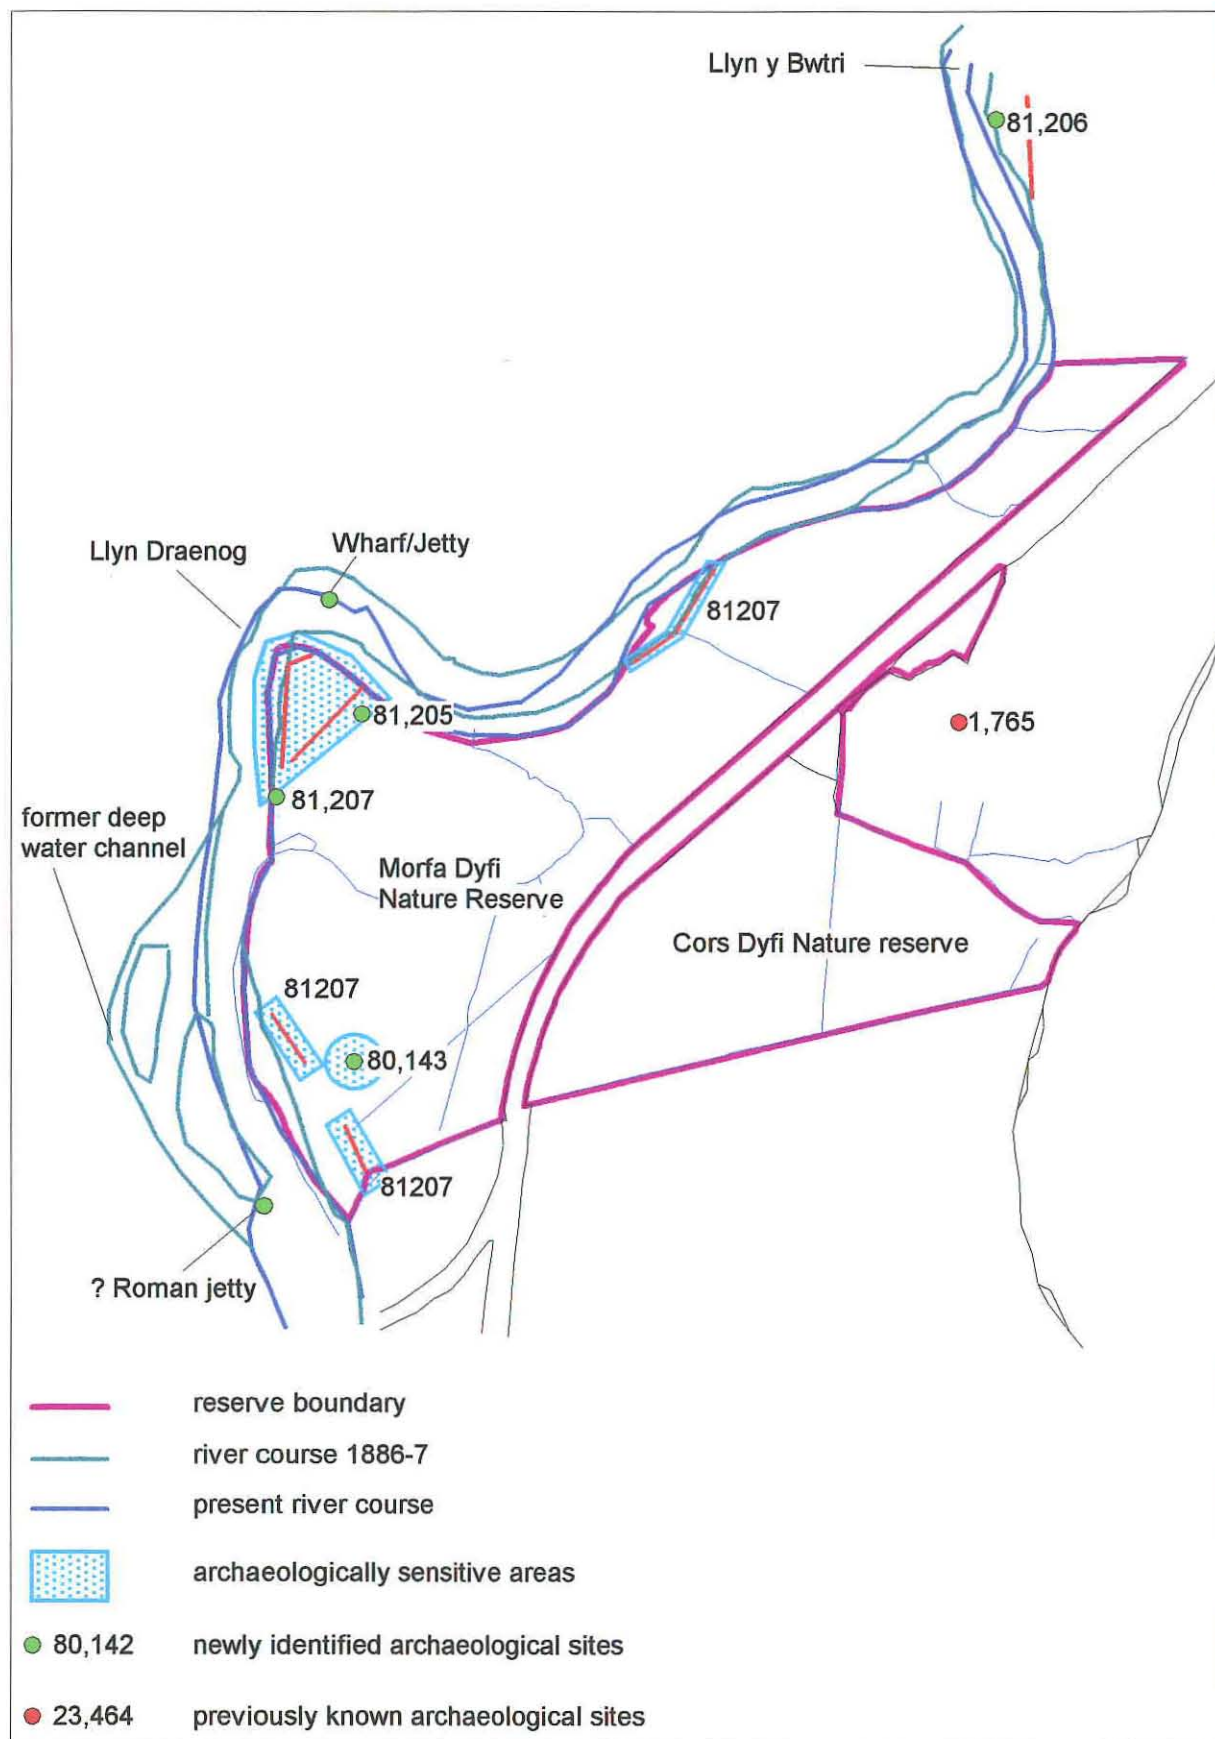 Llyn y Bwtri
81,206
Wharf/Jetty
Llyn Draenog
81207
81,205
1,765
81,207
former deep
water channel
Morfa Dyfi
Nature Reserve
Cors Dyfi Nature reserve
81207
80,143
81207
? Roman jetty
reserve boundary
river course 1886-7
present river course
archaeologically sensitive areas
80,142 newly identified archaeological sites
23,464 previously known archaeological sites